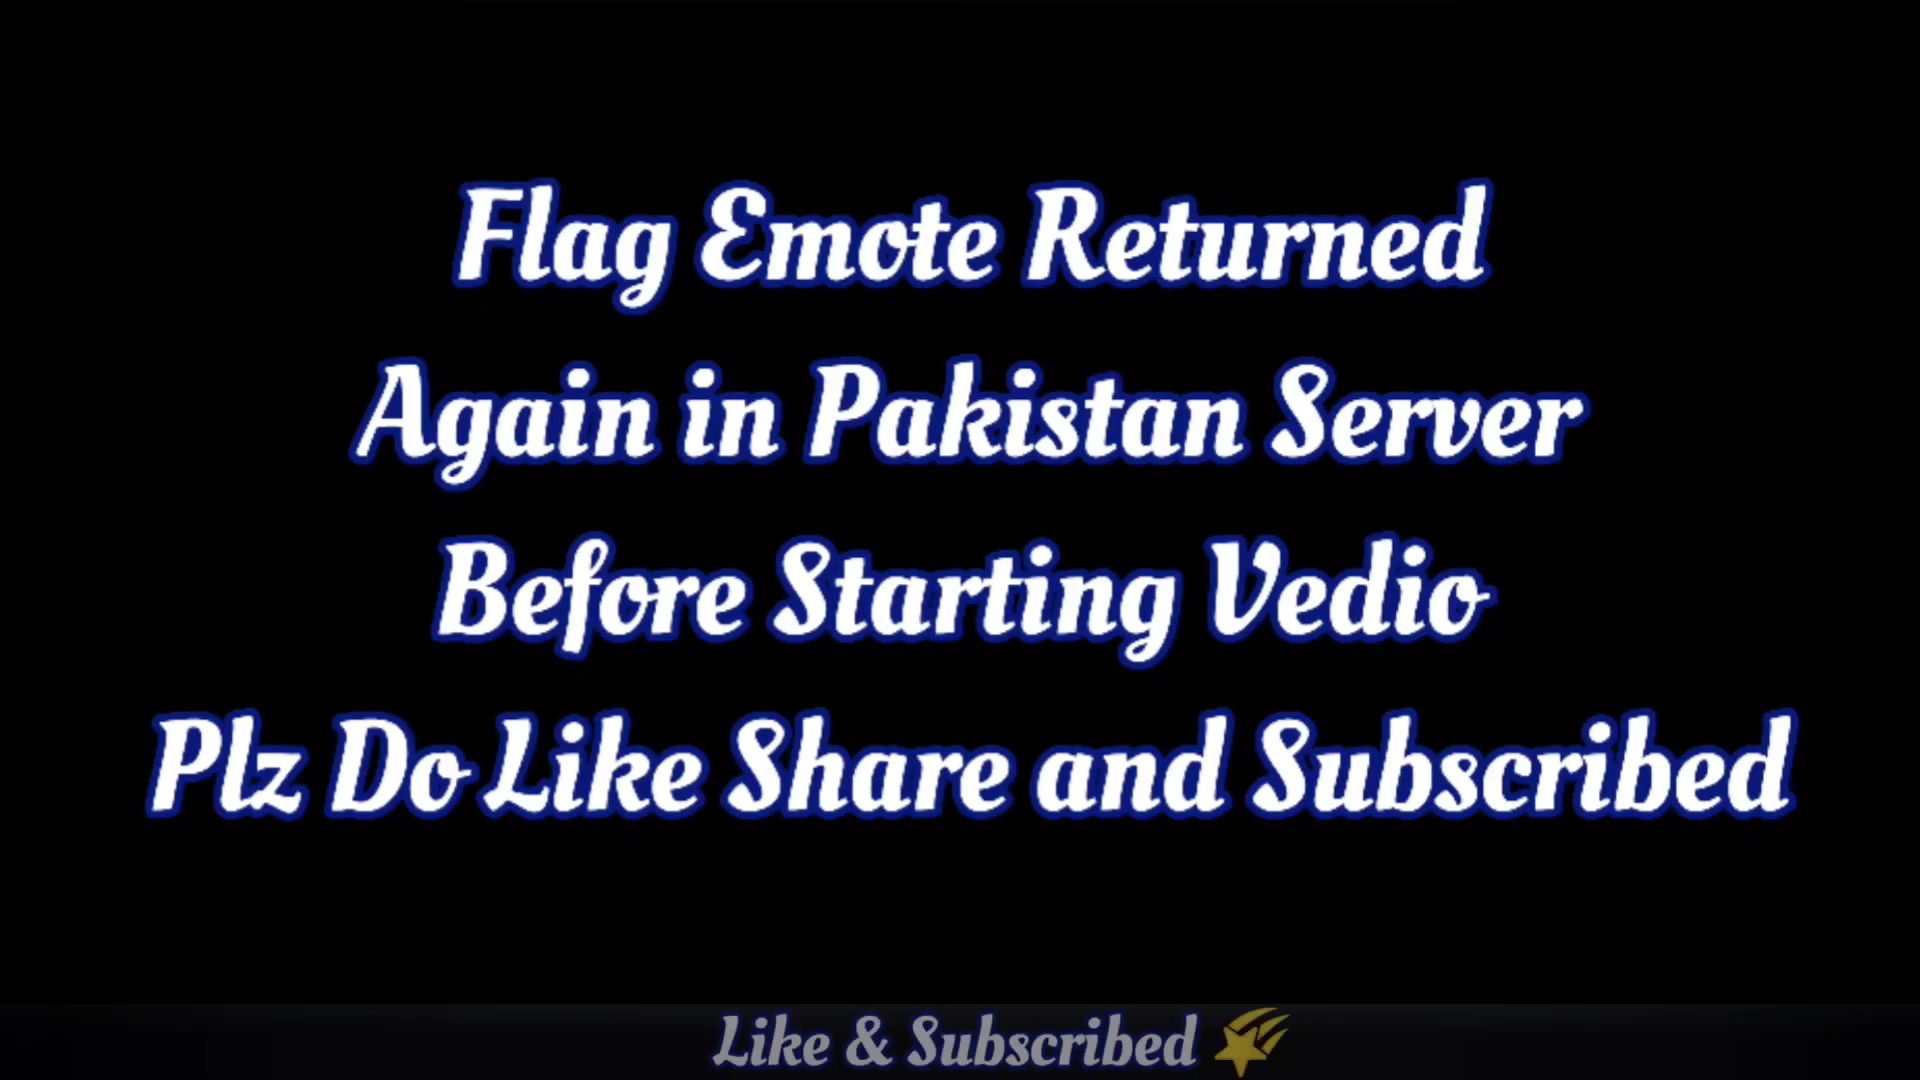 Flag Emote Returned
Again in Pakistan Server
Before Starting Vedio
Plz Do Like Share and Subscribed
Like & Subscribed